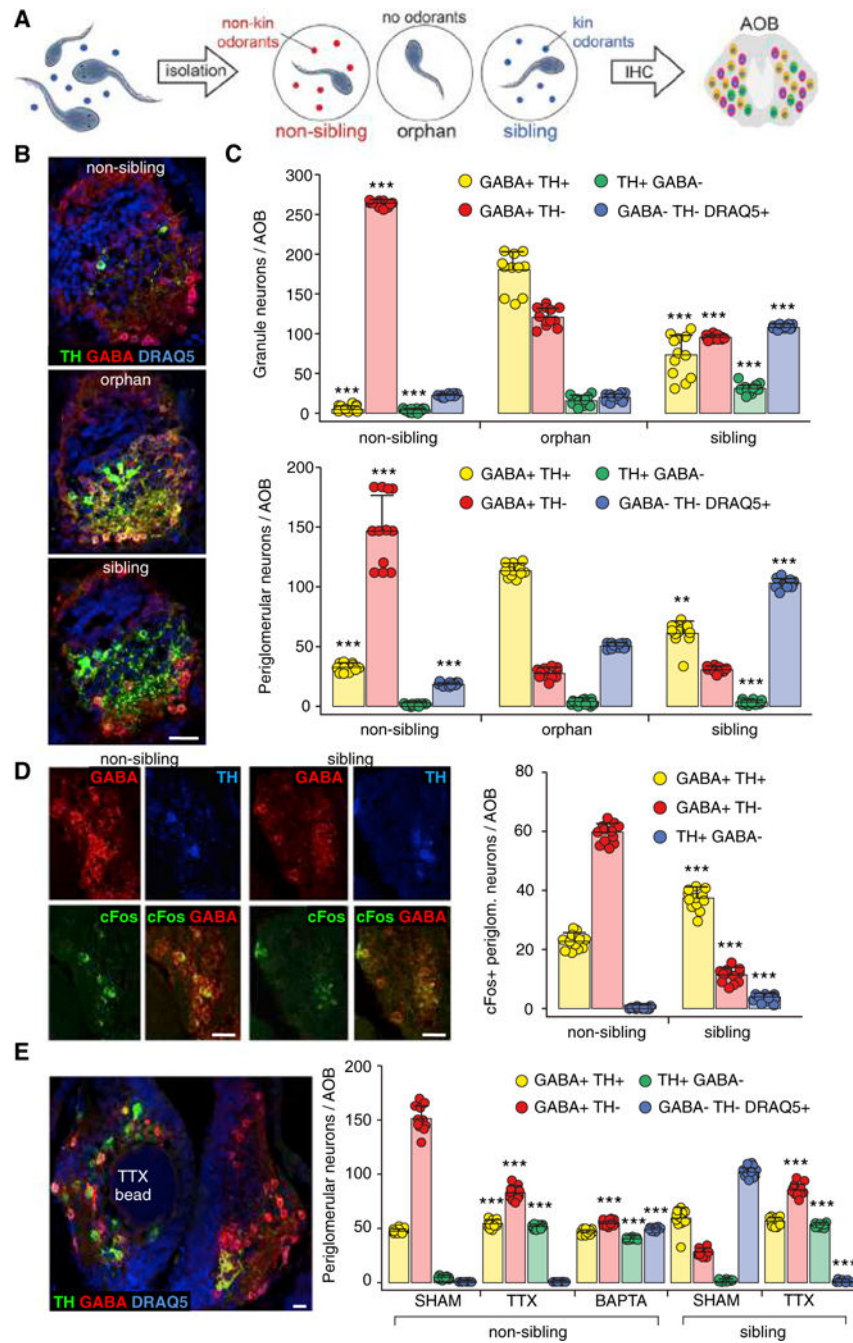 A
isolation
non-kin
odorants
non-sibling
no odorants
orphan
kin
odorants
sibling
IHC
AOB
B
non-sibling
TH GABA DRAQ5
orphan
sibling
C
Granule neurons / AOB
300
250
200
150
100
50
0
GABA+ TH+
TH+ GABA-
GABA+ TH-
GABA- TH- DRAQ5+
***
***
***
***
***
***
***
non-sibling
orphan
sibling
Periglomerular neurons / AOB
200
150
100
50
0
GABA+ TH+
TH+ GABA-
GABA+ TH-
GABA- TH- DRAQ5+
***
***
***
**
***
***
non-sibling
orphan
sibling
D
non-sibling
sibling
GABA
TH
GABA
TH
cFos
cFos GABA
cFos
cFos GABA
cFos+ periglom. neurons / AOB
80
60
40
20
0
GABA+ TH+
GABA+ TH-
TH+ GABA-
***
***
***
non-sibling
sibling
E
TTX
bead
TH GABA DRAQ5
Periglomerular neurons / AOB
200
150
100
50
0
GABA+ TH+
TH+ GABA-
GABA+ TH-
GABA- TH- DRAQ5+
***
***
***
***
***
***
***
***
***
SHAM
TTX
BAPTA
SHAM
TTX
non-sibling
sibling